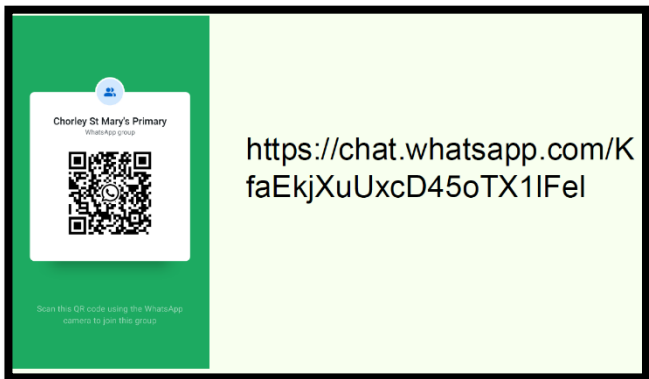 Chorley St Mary's Primary
WhatsApp group
Scan this QR code using the WhatsApp
camera to join this group
https://chat.whatsapp.com/K
faEkjXuUxcD45oTX1lFel